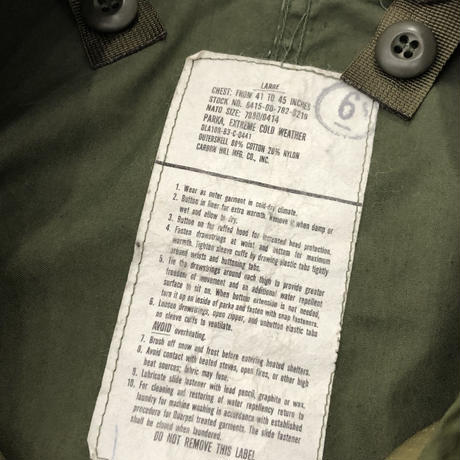 LARGE
CHEST: FROM 41 TO 45 INCHES
STOCK NO. 8415-00-782-3219
NATO SIZE: 7080/0414
PARKA, EXTREME COLD WEATHER
DLA100-83-C-0441
OUTERSHELL 80% COTTON 20% NYLON
CARBON HILL MFG. CO., INC.
6
1. Wear as outer garment in cold-dry climate.
2. Button in liner for extra warmth. Remove it when damp or
wet and allow to dry.
3. Button on fur ruffed hood for increased head protection.
4. Fasten drawstrings at waist and bottom for maximum
warmth. Tighten sleeve cuffs by drawing elastic tabs tightly
around wrists and buttoning tabs.
5. Tie the drawstrings around each thigh to provide greater
freedom of movement and an additional water repellent
surface to sit on. When bottom extension is not needed,
turn it up on inside of parka and fasten with snap fasteners.
6. Loosen drawstrings, open zipper, and unbutton elastic tabs
on sleeve cuffs to ventilate.
AVOID overheating.
7. Brush off snow and frost before entering heated shelters.
8. Avoid contact with heated stoves, open fires, or other high
heat sources; fabric may fuse.
9. Lubricate slide fastener with lead pencil, graphite or wax.
10. For cleaning and restoring of water repellency return to
laundry for machine washing in accordance with established
procedure for Quarpel treated garments. The slide fastener
shall be closed when laundered.
DO NOT REMOVE THIS LABEL